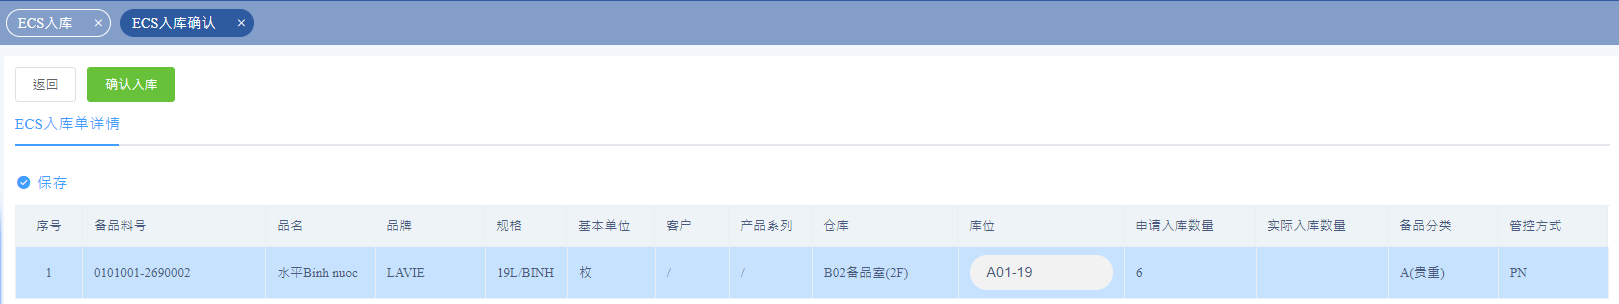 ECS入库 × ECS入库确认 ×
返回 确认入库
ECS入库单详情
保存
序号 备品料号 品名 品牌 规格 基本单位 客户 产品系列 仓库 库位 申请入库数量 实际入库数量 备品分类 管控方式
1 0101001-2690002 水平Binh nuoc LAVIE 19L/BINH 枚 / / B02备品室(2F) A01-19 6 A(贵重) PN